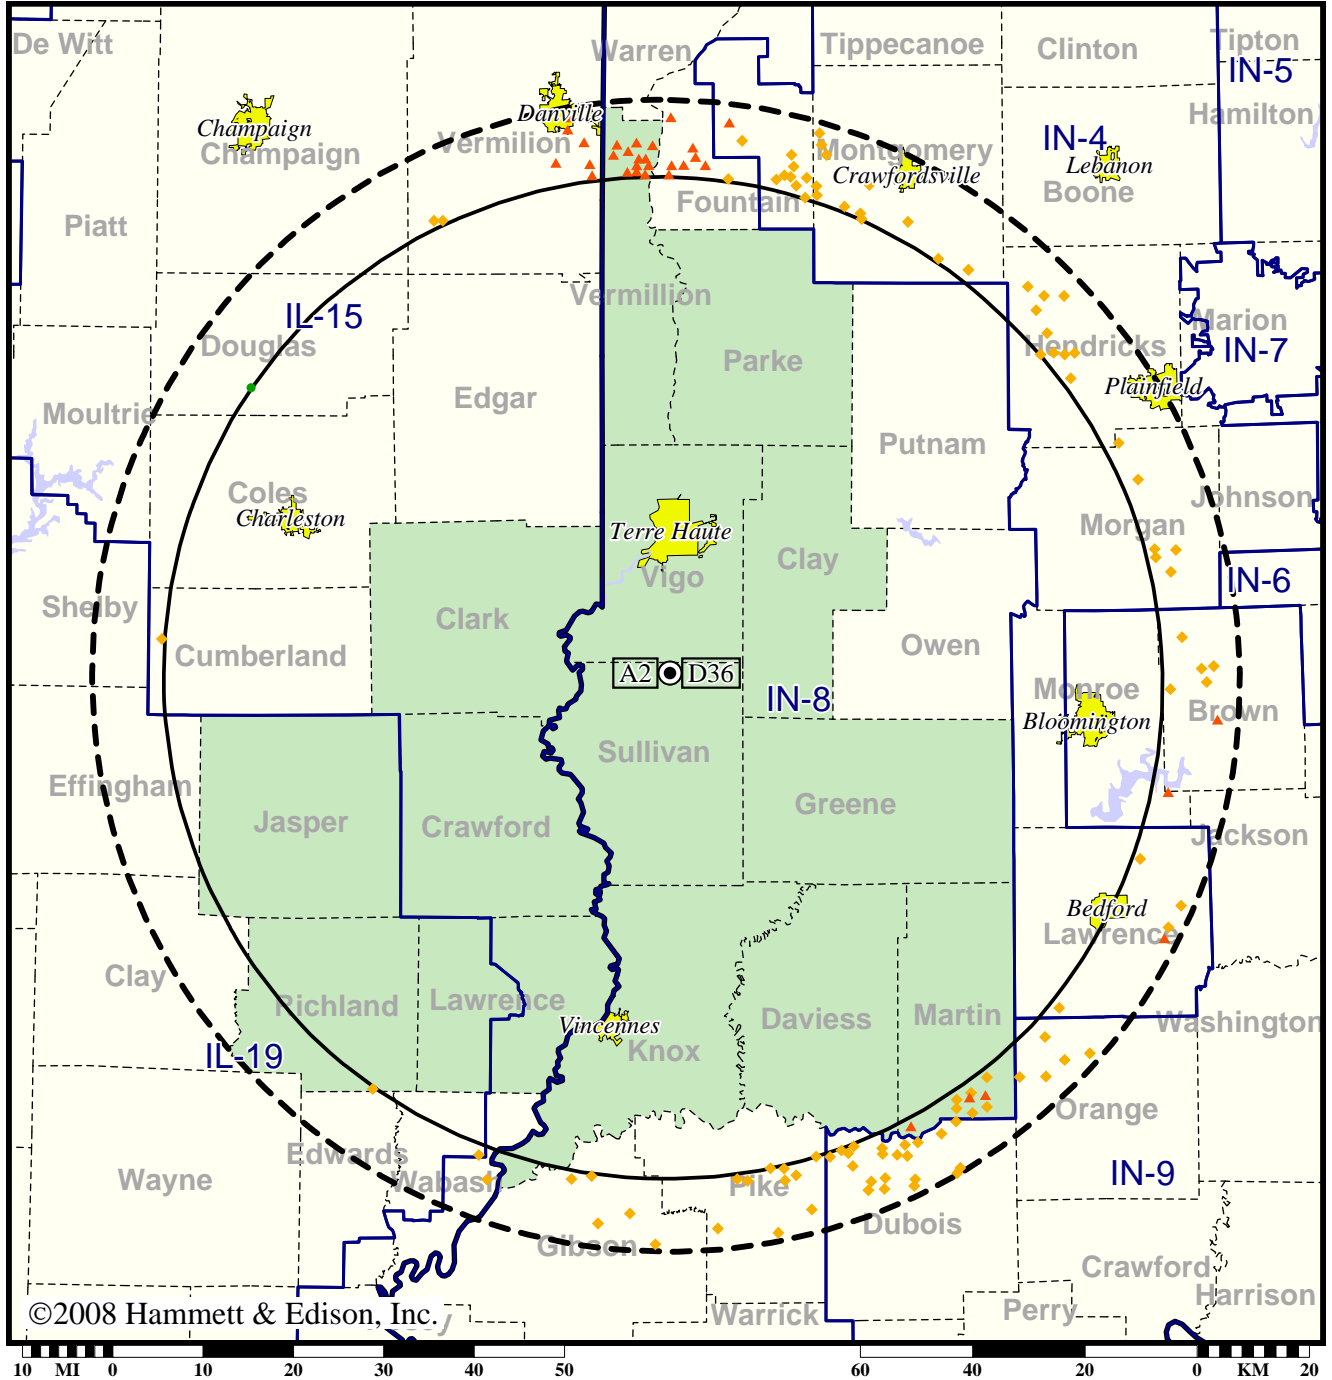 De Witt
Warren
Tippecanoe
Clinton
Tipton
IN-5
Hamilton
Champaign
Champaign
Danville
Vermilion
Montgomery
Crawfordsville
IN-4
Lebanon
Boone
Piatt
Fountain
Vermillion
IL-15
Douglas
Parke
Hendricks
Marion
IN-7
Plainfield
Moultrie
Edgar
Putnam
Coles
Charleston
Johnson
Terre Haute
Vigo
Clay
Morgan
IN-6
Shelby
Clark
Cumberland
Owen
A2 D36
IN-8
Monroe
Bloomington
Brown
Sullivan
Effingham
Jasper
Crawford
Greene
Jackson
Bedford
Lawrence
Clay
Richland
Lawrence
Vincennes
Knox
Daviess
Martin
Washington
IL-19
Orange
Edwards
Wayne
Wabash
Pike
IN-9
Dubois
Gibson
Crawford
Harrison
Perry
Warrick
©2008 Hammett & Edison, Inc.
10 MI 0 10 20 30 40 50 60 40 20 0 KM 20